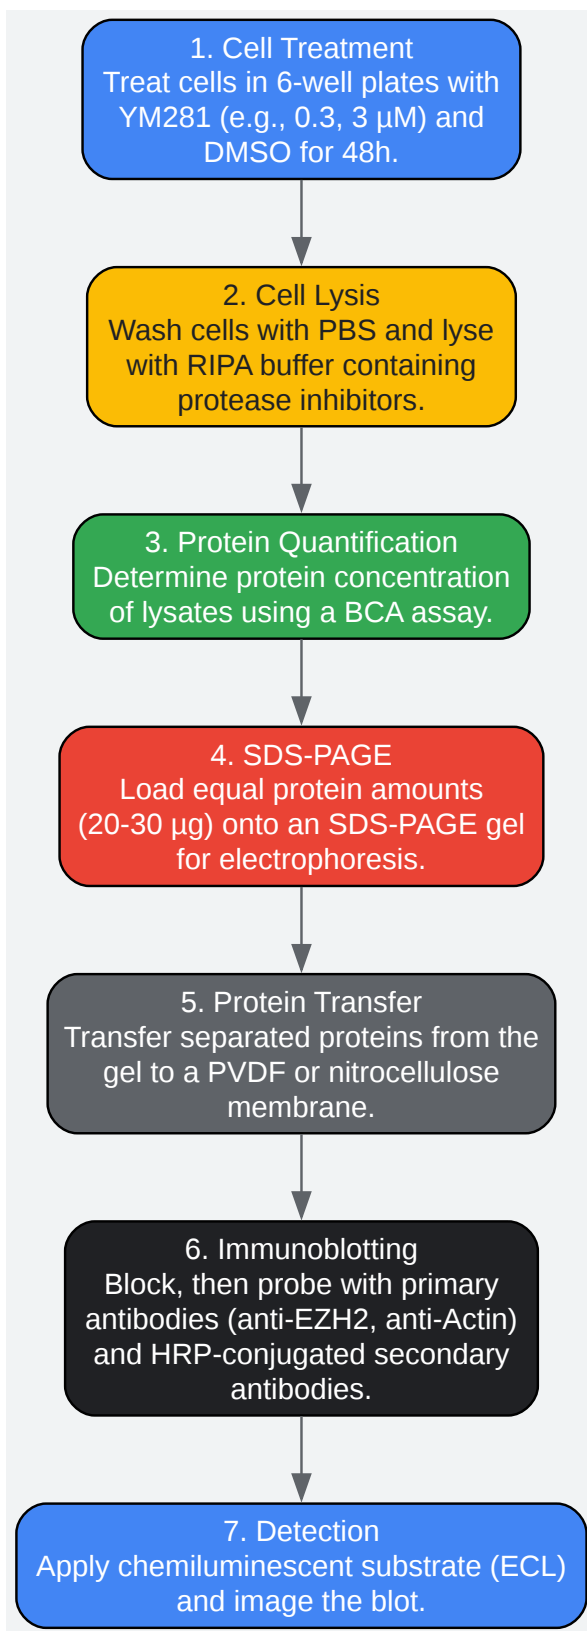 1. Cell Treatment
Treat cells in 6-well plates with
YM281 (e.g., 0.3, 3 µM) and
DMSO for 48h.
2. Cell Lysis
Wash cells with PBS and lyse
with RIPA buffer containing
protease inhibitors.
3. Protein Quantification
Determine protein concentration
of lysates using a BCA assay.
4. SDS-PAGE
Load equal protein amounts
(20-30 µg) onto an SDS-PAGE gel
for electrophoresis.
5. Protein Transfer
Transfer separated proteins from the
gel to a PVDF or nitrocellulose
membrane.
6. Immunoblotting
Block, then probe with primary
antibodies (anti-EZH2, anti-Actin)
and HRP-conjugated secondary
antibodies.
7. Detection
Apply chemiluminescent substrate (ECL)
and image the blot.